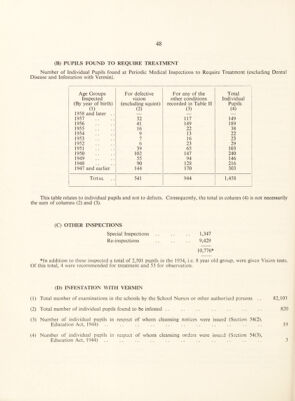 48
(B) PUPILS FOUND TO REQUIRE TREATMENT
Number of Individual Pupils found at Periodic Medical Inspections to Require Treatment (excluding Dental
Disease and Infestation with Vermin).
Age Groups Inspected (By year of birth) (1) | For defective vision (excluding squint) (2) | For any of the other conditions recorded in Table II (3) | Total Individual Pupils (4)
1958 and later .. — — —
1957 .. .. 32 117 149
1956 .. .. 41 149 189
1955 .. .. 16 22 38
1954 .. .. 9 13 22
1953 .. .. 7 16 23
1952 .. .. 6 23 29
1951 .. .. 39 65 103
1950 .. .. 102 147 240
1949 .. .. 55 94 146
1948 .. .. 90 128 216
1947 and earlier 144 170 303
TOTAL .. 541 944 1,458
This table relates to individual pupils and not to defects. Consequently, the total in column (4) is not necessarily
the sum of columns (2) and (3).
(C) OTHER INSPECTIONS
Special Inspections .. .. .. 1,347
Re-inspections .. .. .. 9,429
10,776*
*In addition to these inspected a total of 2,501 pupils in the 1954, i.e. 8 year old group, were given Vision tests.
Of this total, 4 were recommended for treatment and 53 for observation.
(D) INFESTATION WITH VERMIN
(1) Total number of examinations in the schools by the School Nurses or other authorised persons .. 82,103
(2) Total number of individual pupils found to be infested .. .. .. .. .. .. 820
(3) Number of individual pupils in respect of whom cleansing notices were issued (Section 54(2),
Education Act, 1944) .. .. .. .. .. .. .. 19
(4) Number of individual pupils in respect of whom cleansing orders were issued (Section 54(3),
Education Act, 1944) .. .. .. .. .. .. .. 3